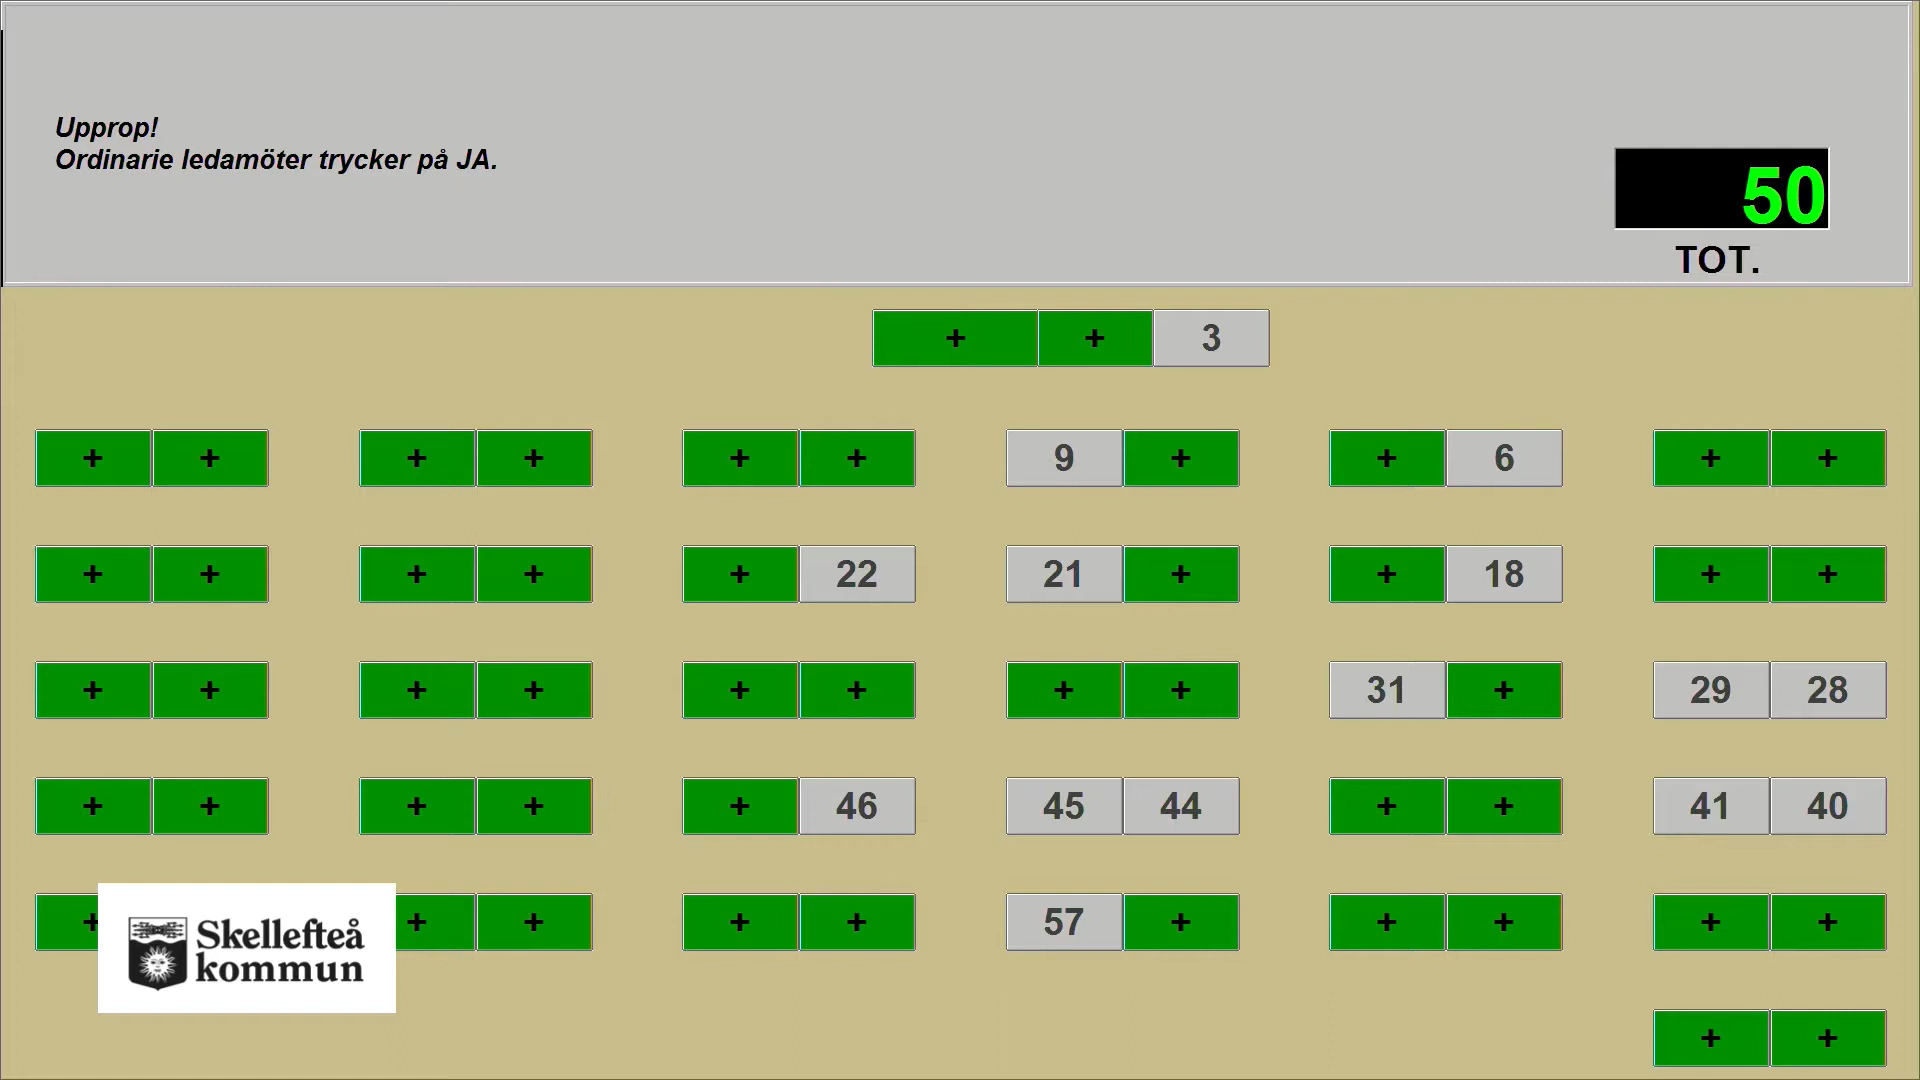 Upprop!
Ordinarie ledamöter trycker på JA.
50
TOT.
+ + 3
+ + + + + + 9 + + 6 + +
+ + + + + 22 21 + + 18 + +
+ + + + + + + + 31 + 29 28
+ + + + + 46 45 44 + + 41 40
+ + + + + 57 + + + + +
Skellefteå
kommun
+ +